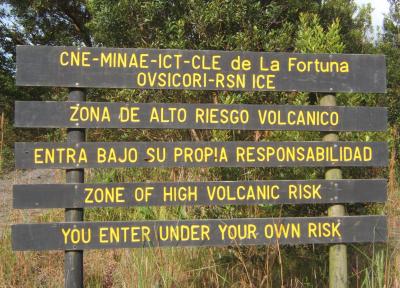 CNE-MINAE-ICT-CLE de La Fortuna
OVSICORI-RSN ICE
ZONA DE ALTO RIESGO VOLCANICO
ENTRA BAJO SU PROPIA RESPONSABILIDAD
ZONE OF HIGH VOLCANIC RISK
YOU ENTER UNDER YOUR OWN RISK